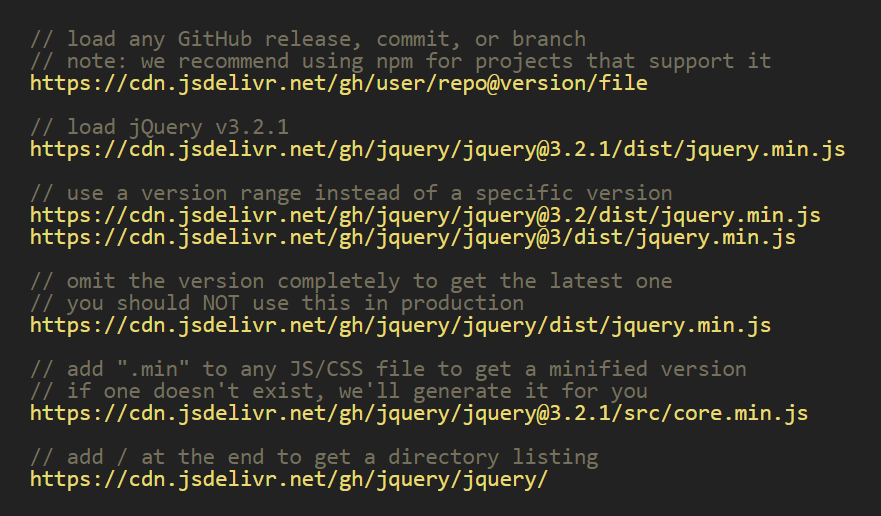 // load any GitHub release, commit, or branch
// note: we recommend using npm for projects that support it
https://cdn.jsdelivr.net/gh/user/repo@version/file
// load jQuery v3.2.1
https://cdn.jsdelivr.net/gh/jquery/jquery@3.2.1/dist/jquery.min.js
// use a version range instead of a specific version
https://cdn.jsdelivr.net/gh/jquery/jquery@3.2/dist/jquery.min.js
https://cdn.jsdelivr.net/gh/jquery/jquery@3/dist/jquery.min.js
// omit the version completely to get the latest one
// you should NOT use this in production
https://cdn.jsdelivr.net/gh/jquery/jquery/dist/jquery.min.js
// add ".min" to any JS/CSS file to get a minified version
// if one doesn't exist, we'll generate it for you
https://cdn.jsdelivr.net/gh/jquery/jquery@3.2.1/src/core.min.js
// add / at the end to get a directory listing
https://cdn.jsdelivr.net/gh/jquery/jquery/